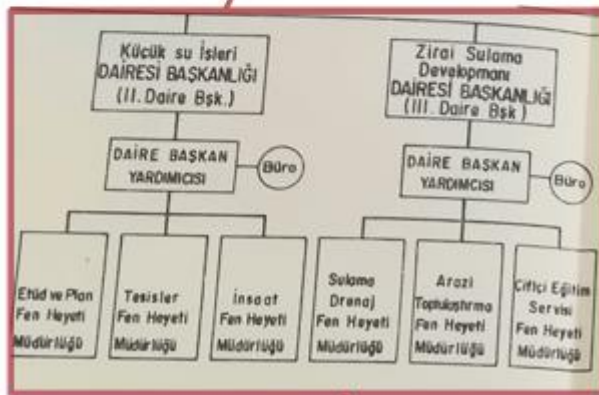 Küçük su İşleri
DAİRESİ BAŞKANLIĞI
(II. Daire Bşk.)
Zirai Sulama
Developmanı
DAİRESİ BAŞKANLIĞI
(III. Daire Bşk)
DAİRE BAŞKAN
YARDIMCISI
Büro
DAİRE BAŞKAN
YARDIMCISI
Büro
Etüd ve Plan
Fen Heyeti
Müdürlüğü
Tesisler
Fen Heyeti
Müdürlüğü
İnşaat
Fen Heyeti
Müdürlüğü
Sulama
Drenaj
Fen Heyeti
Müdürlüğü
Arazi
Toplulaştırma
Fen Heyeti
Müdürlüğü
Çiftçi Eğitim
Servisi
Fen Heyeti
Müdürlüğü